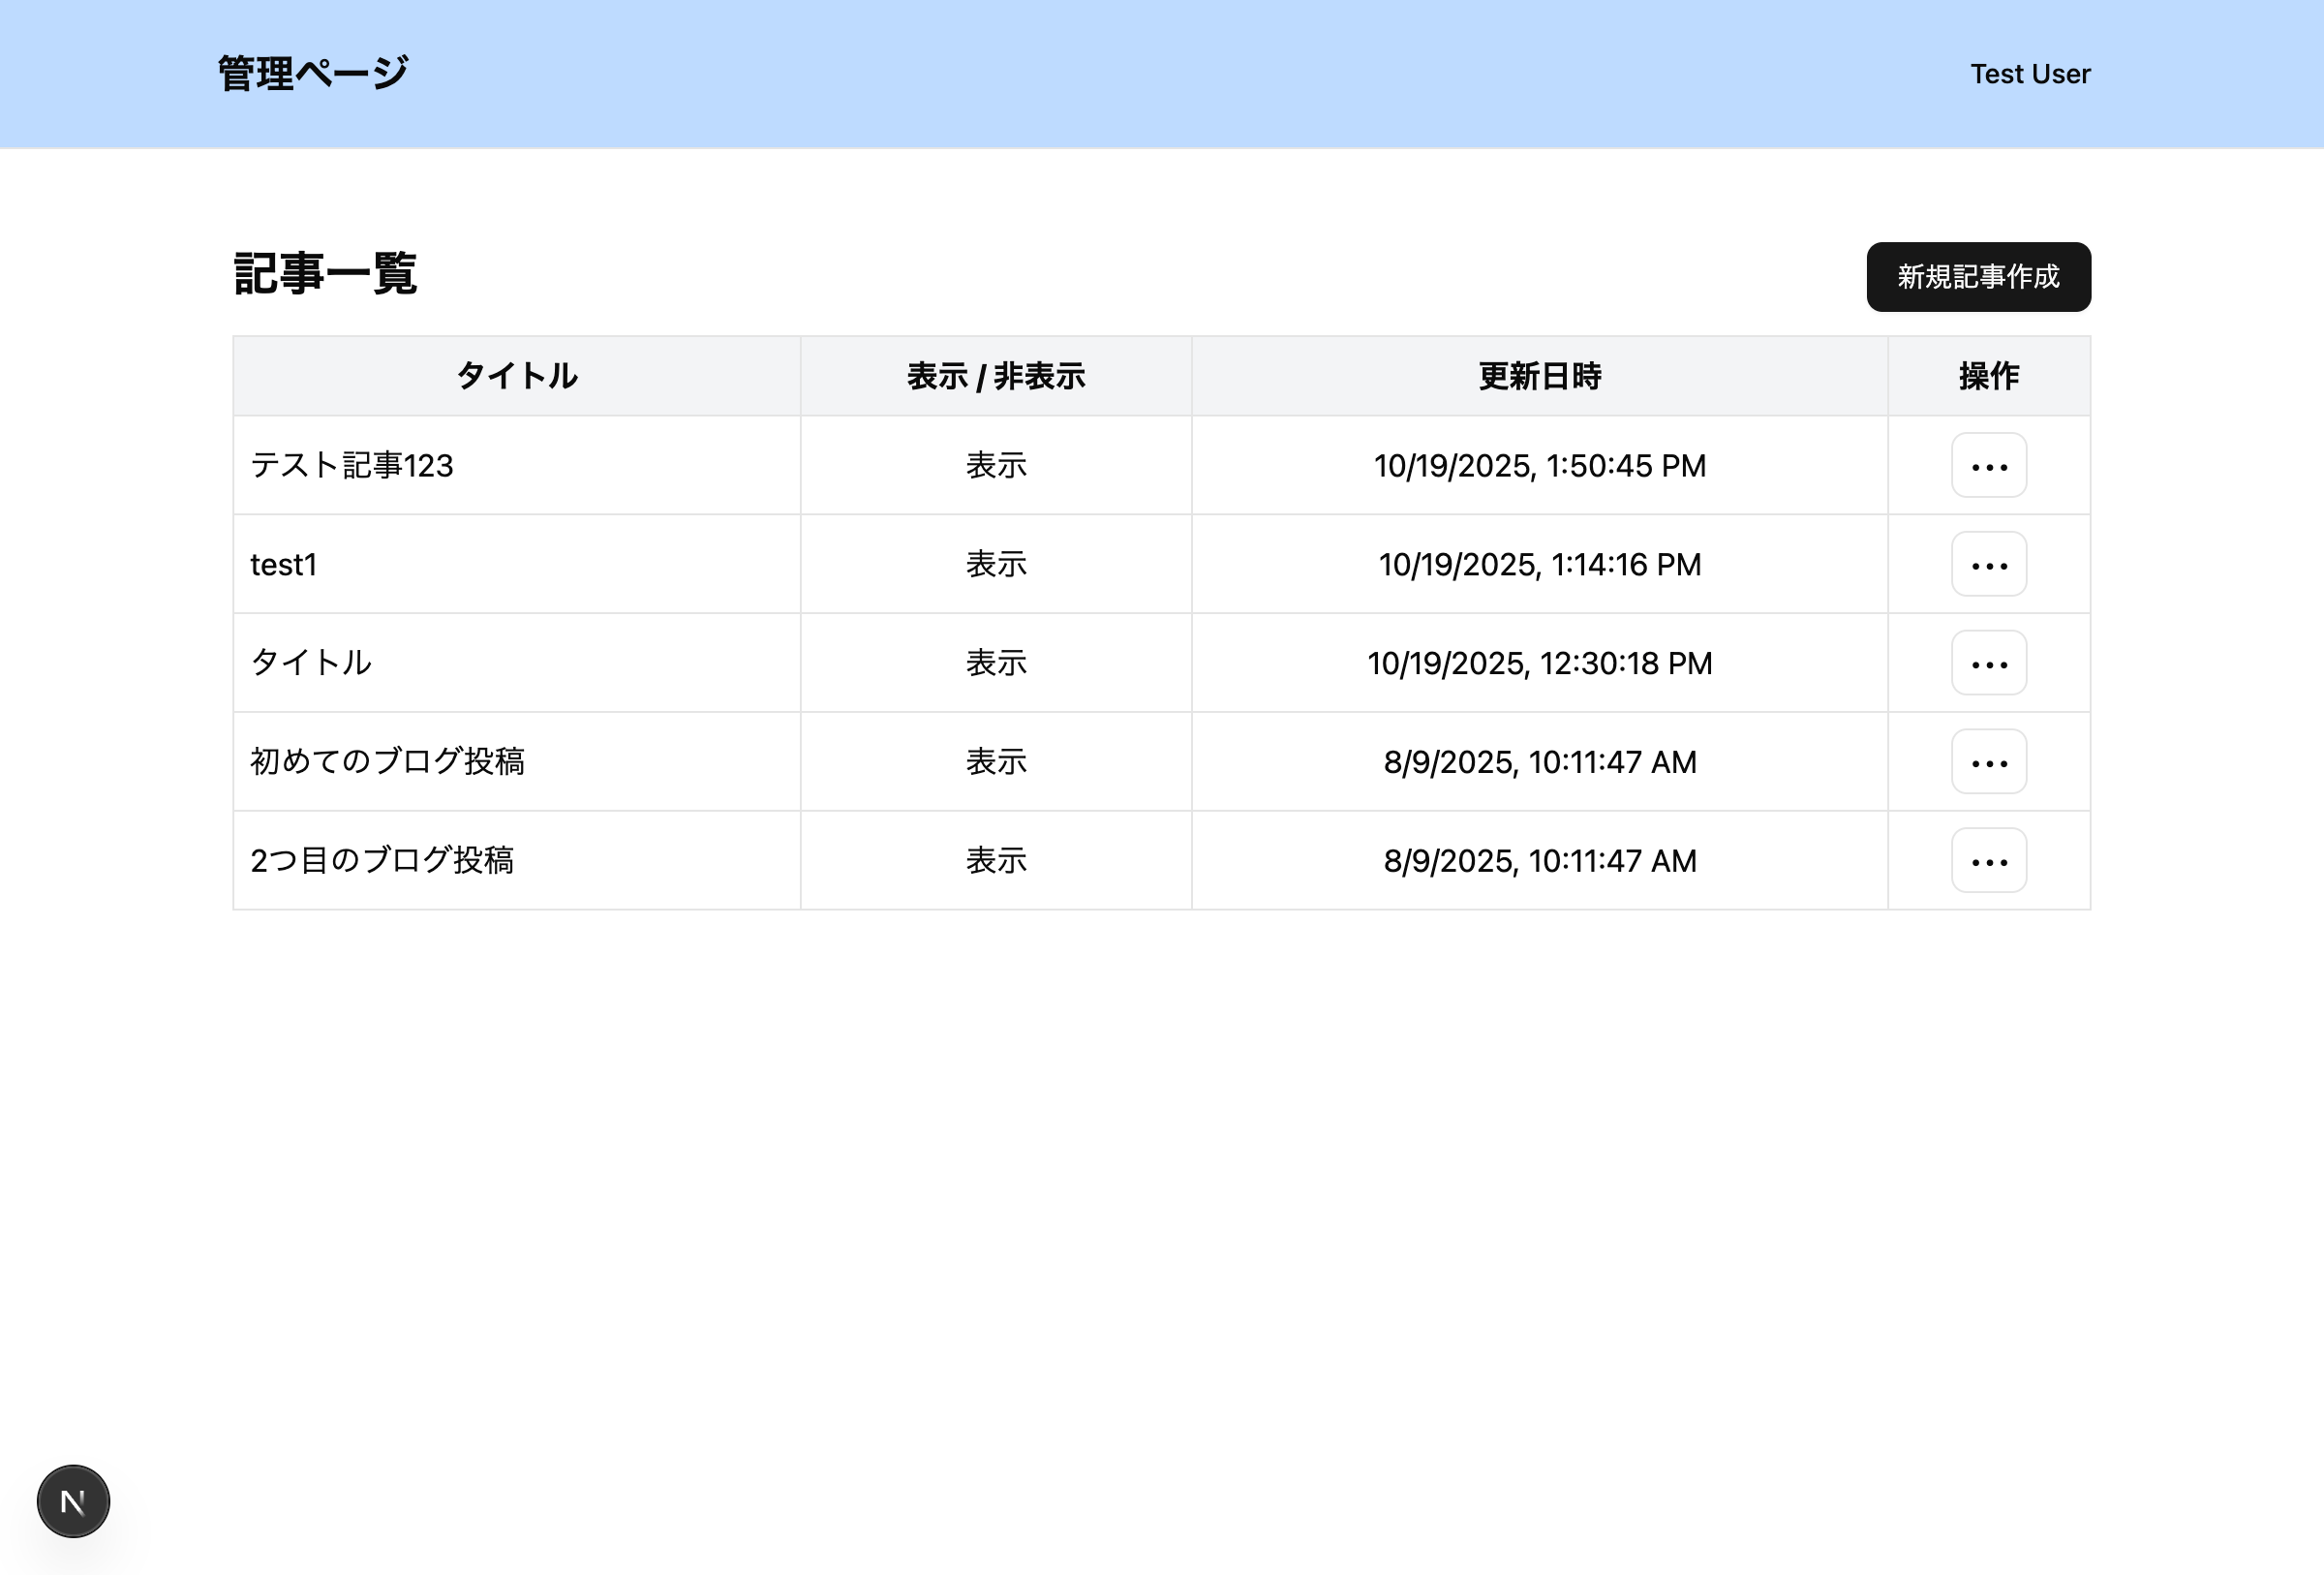 管理ページ
Test User
記事一覧
新規記事作成
タイトル 表示 / 非表示 更新日時 操作
テスト記事123 表示 10/19/2025, 1:50:45 PM
test1 表示 10/19/2025, 1:14:16 PM
タイトル 表示 10/19/2025, 12:30:18 PM
初めてのブログ投稿 表示 8/9/2025, 10:11:47 AM
2つ目のブログ投稿 表示 8/9/2025, 10:11:47 AM
N